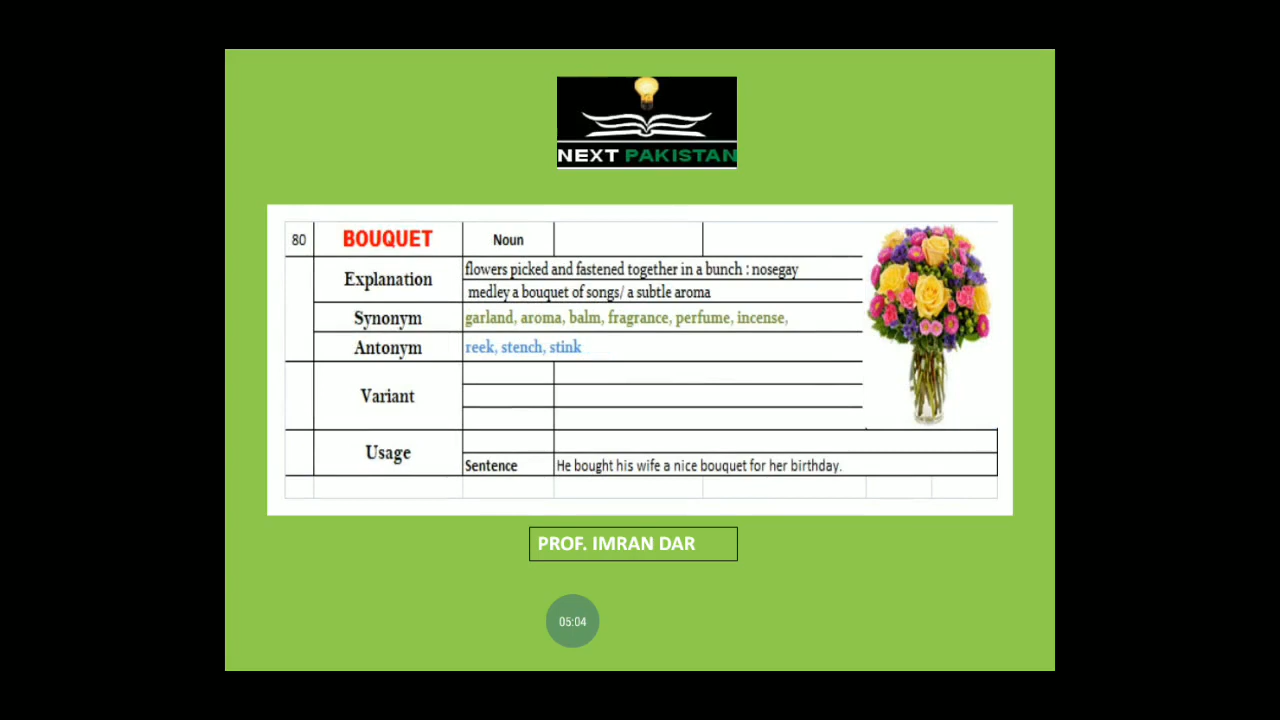 NEXT PAKISTAN
80 BOUQUET Noun
Explanation
flowers picked and fastened together in a bunch : nosegay
medley a bouquet of songs/ a subtle aroma
Synonym garland, aroma, balm, fragrance, perfume, incense,
Antonym reek, stench, stink
Variant
Usage
Sentence He bought his wife a nice bouquet for her birthday.
PROF. IMRAN DAR
05:04